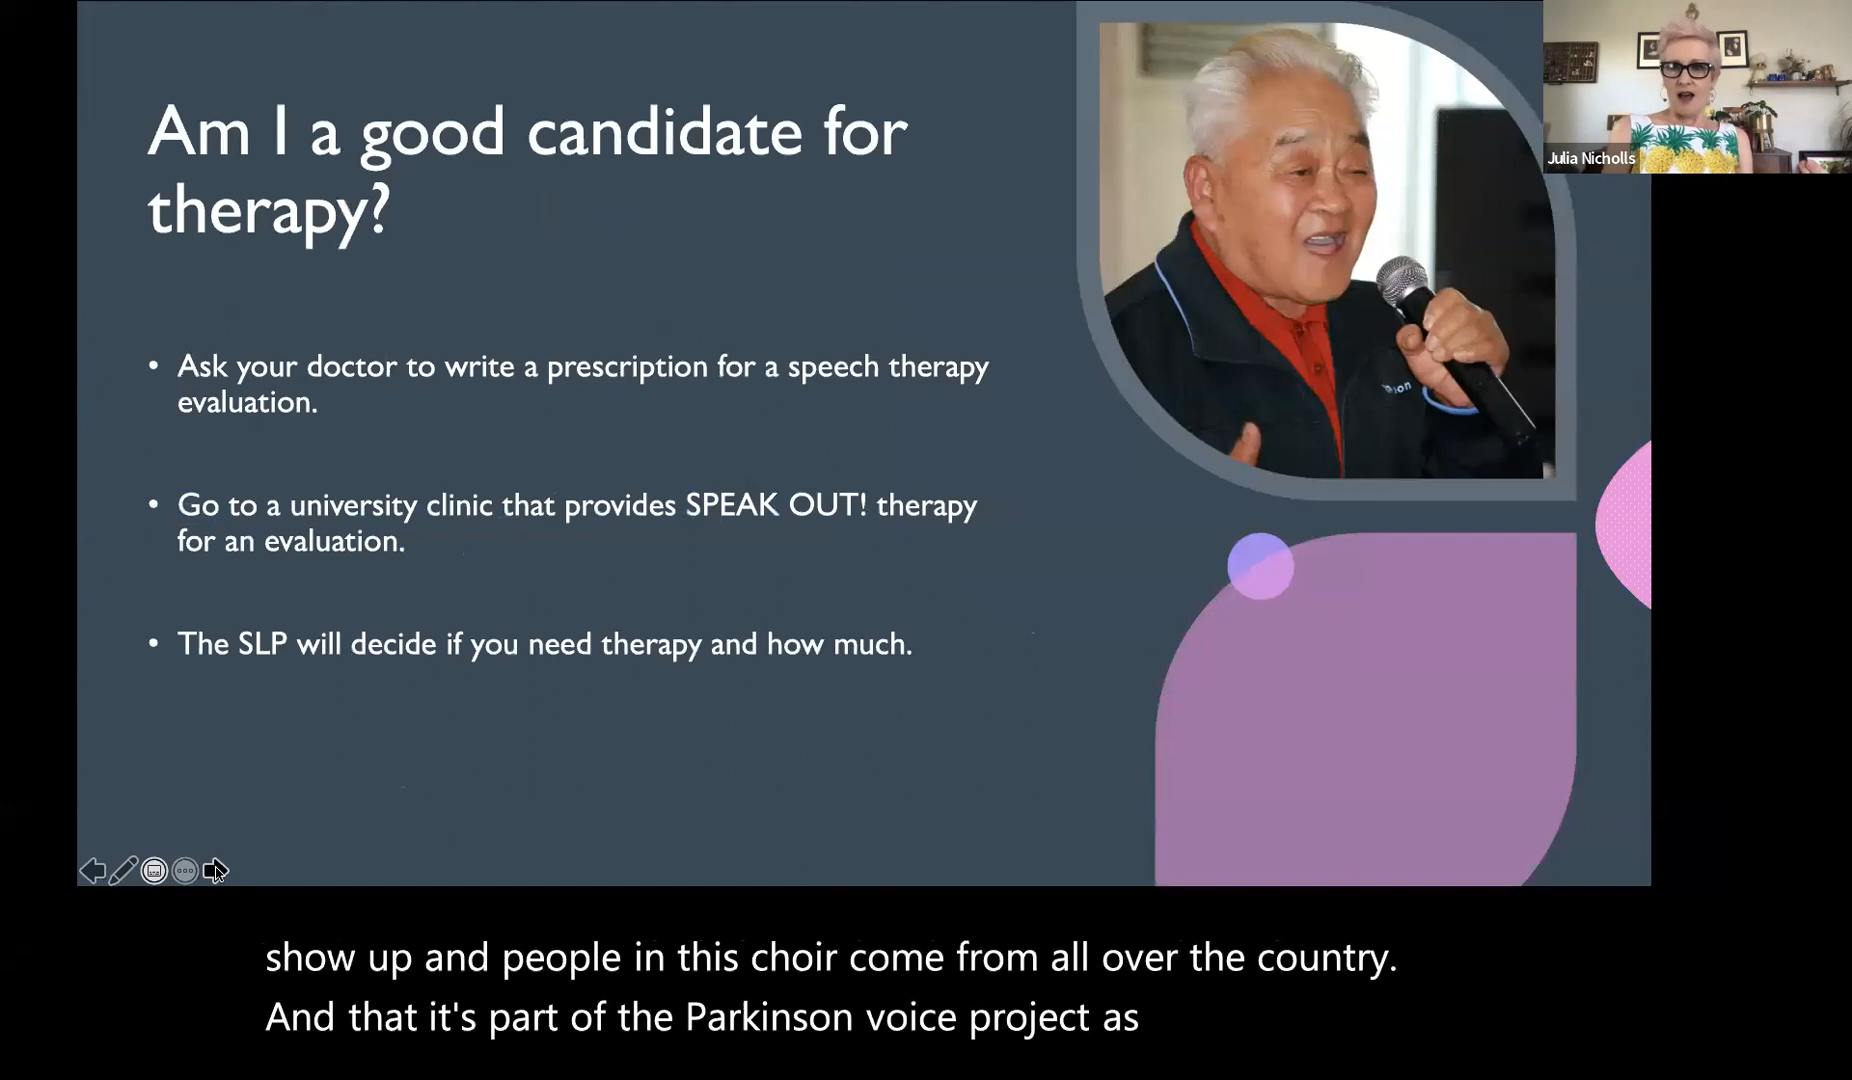 Am I a good candidate for
therapy?
• Ask your doctor to write a prescription for a speech therapy
evaluation.
• Go to a university clinic that provides SPEAK OUT! therapy
for an evaluation.
• The SLP will decide if you need therapy and how much.
Julia Nicholls
show up and people in this choir come from all over the country.
And that it's part of the Parkinson voice project as